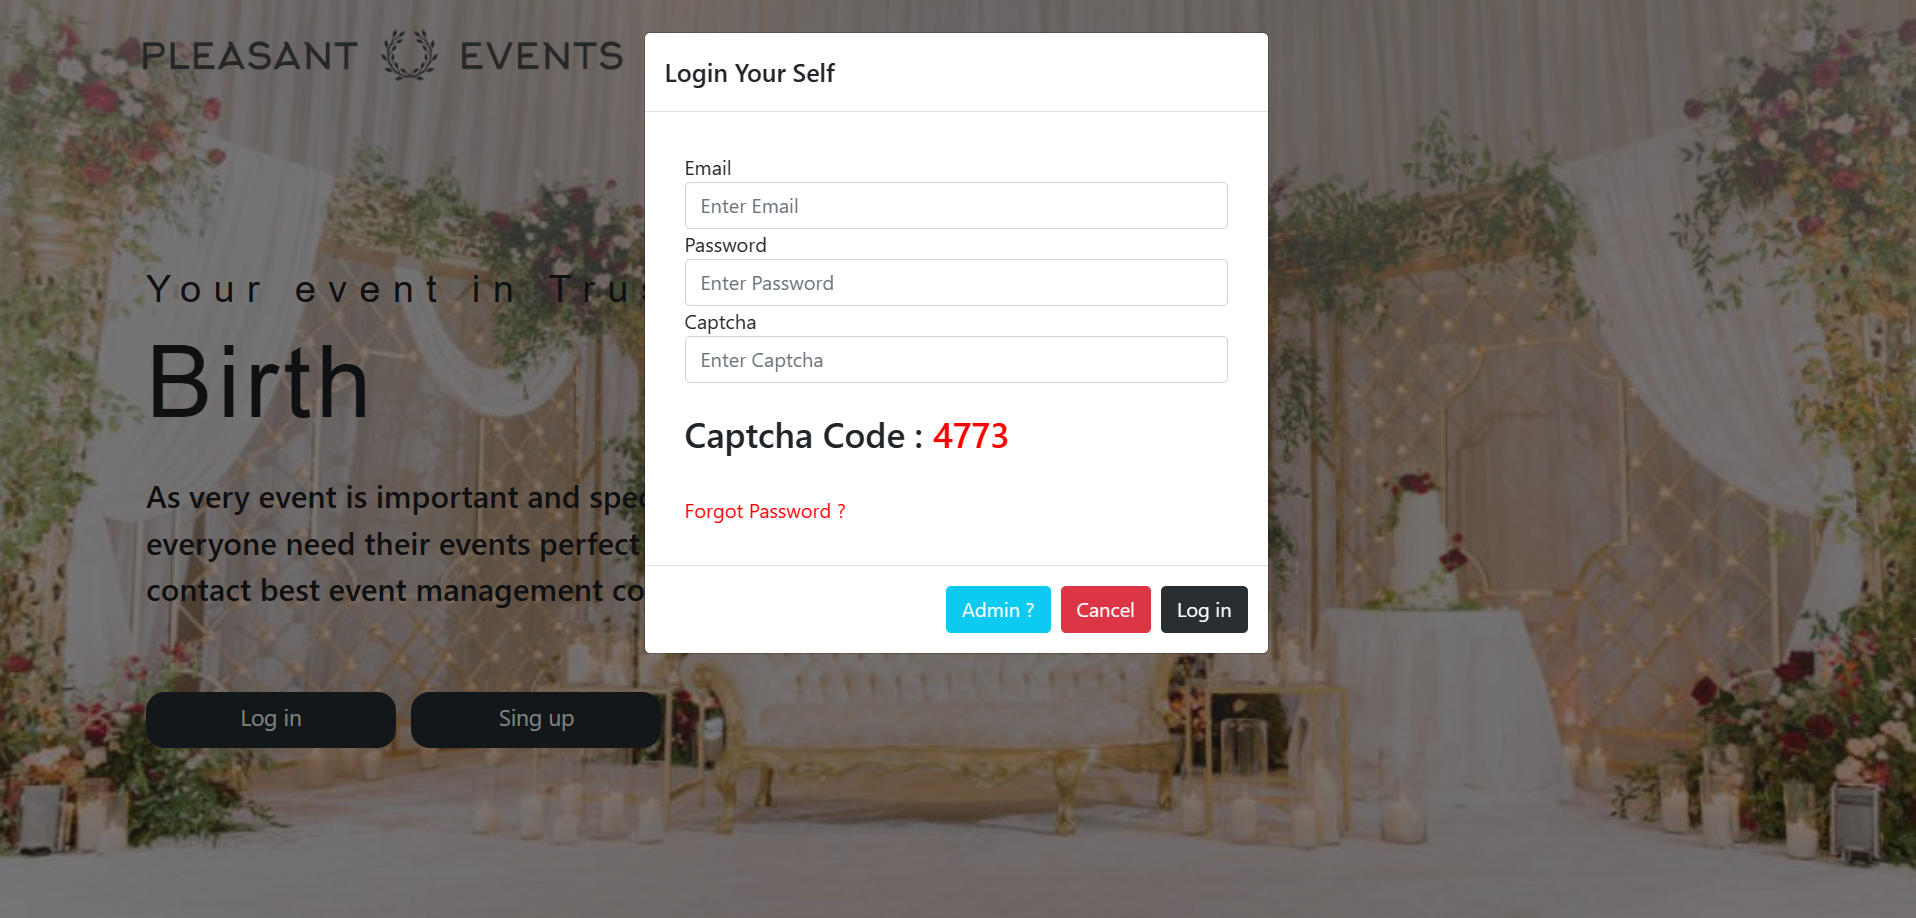 PLEASANT EVENTS
Your event in Trus
Birth
As very event is important and spec
everyone need their events perfect
contact best event management co
Log in
Sing up
Login Your Self
Email
Enter Email
Password
Enter Password
Captcha
Enter Captcha
Captcha Code : 4773
Forgot Password ?
Admin ?
Cancel
Log in